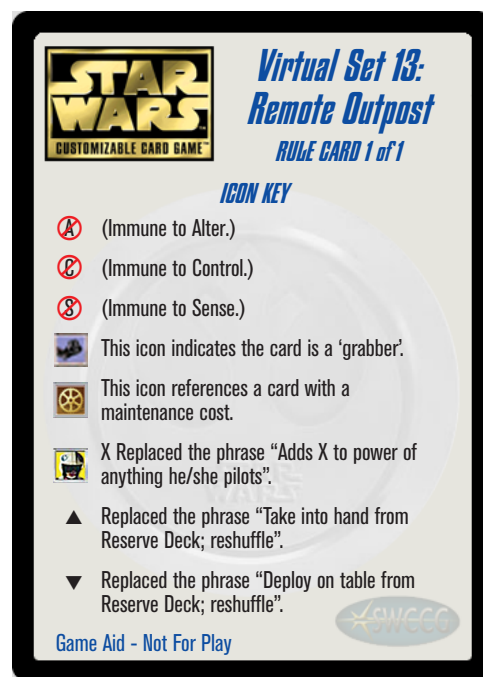 STAR
WARS
CUSTOMIZABLE CARD GAME™
Virtual Set 13:
Remote Outpost
RULE CARD 1 of 1
ICON KEY
A (Immune to Alter.)
C (Immune to Control.)
S (Immune to Sense.)
This icon indicates the card is a ‘grabber’.
This icon references a card with a
maintenance cost.
X Replaced the phrase “Adds X to power of
anything he/she pilots”.
▲ Replaced the phrase “Take into hand from
Reserve Deck; reshuffle”.
▼ Replaced the phrase “Deploy on table from
Reserve Deck; reshuffle”.
SWCCG
Game Aid - Not For Play